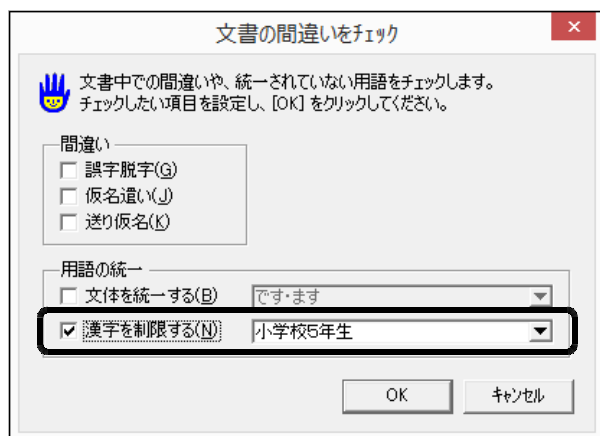 文書の間違いをﾁｪｯｸ
文書中での間違いや、統一されていない用語をチェックします。
チェックしたい項目を設定し、[OK] をクリックしてください。
間違い
誤字脱字(G)
仮名遣い(J)
送り仮名(K)
用語の統一
文体を統一する(B) です･ます
漢字を制限する(N) 小学校5年生
OK ｷｬﾝｾﾙ